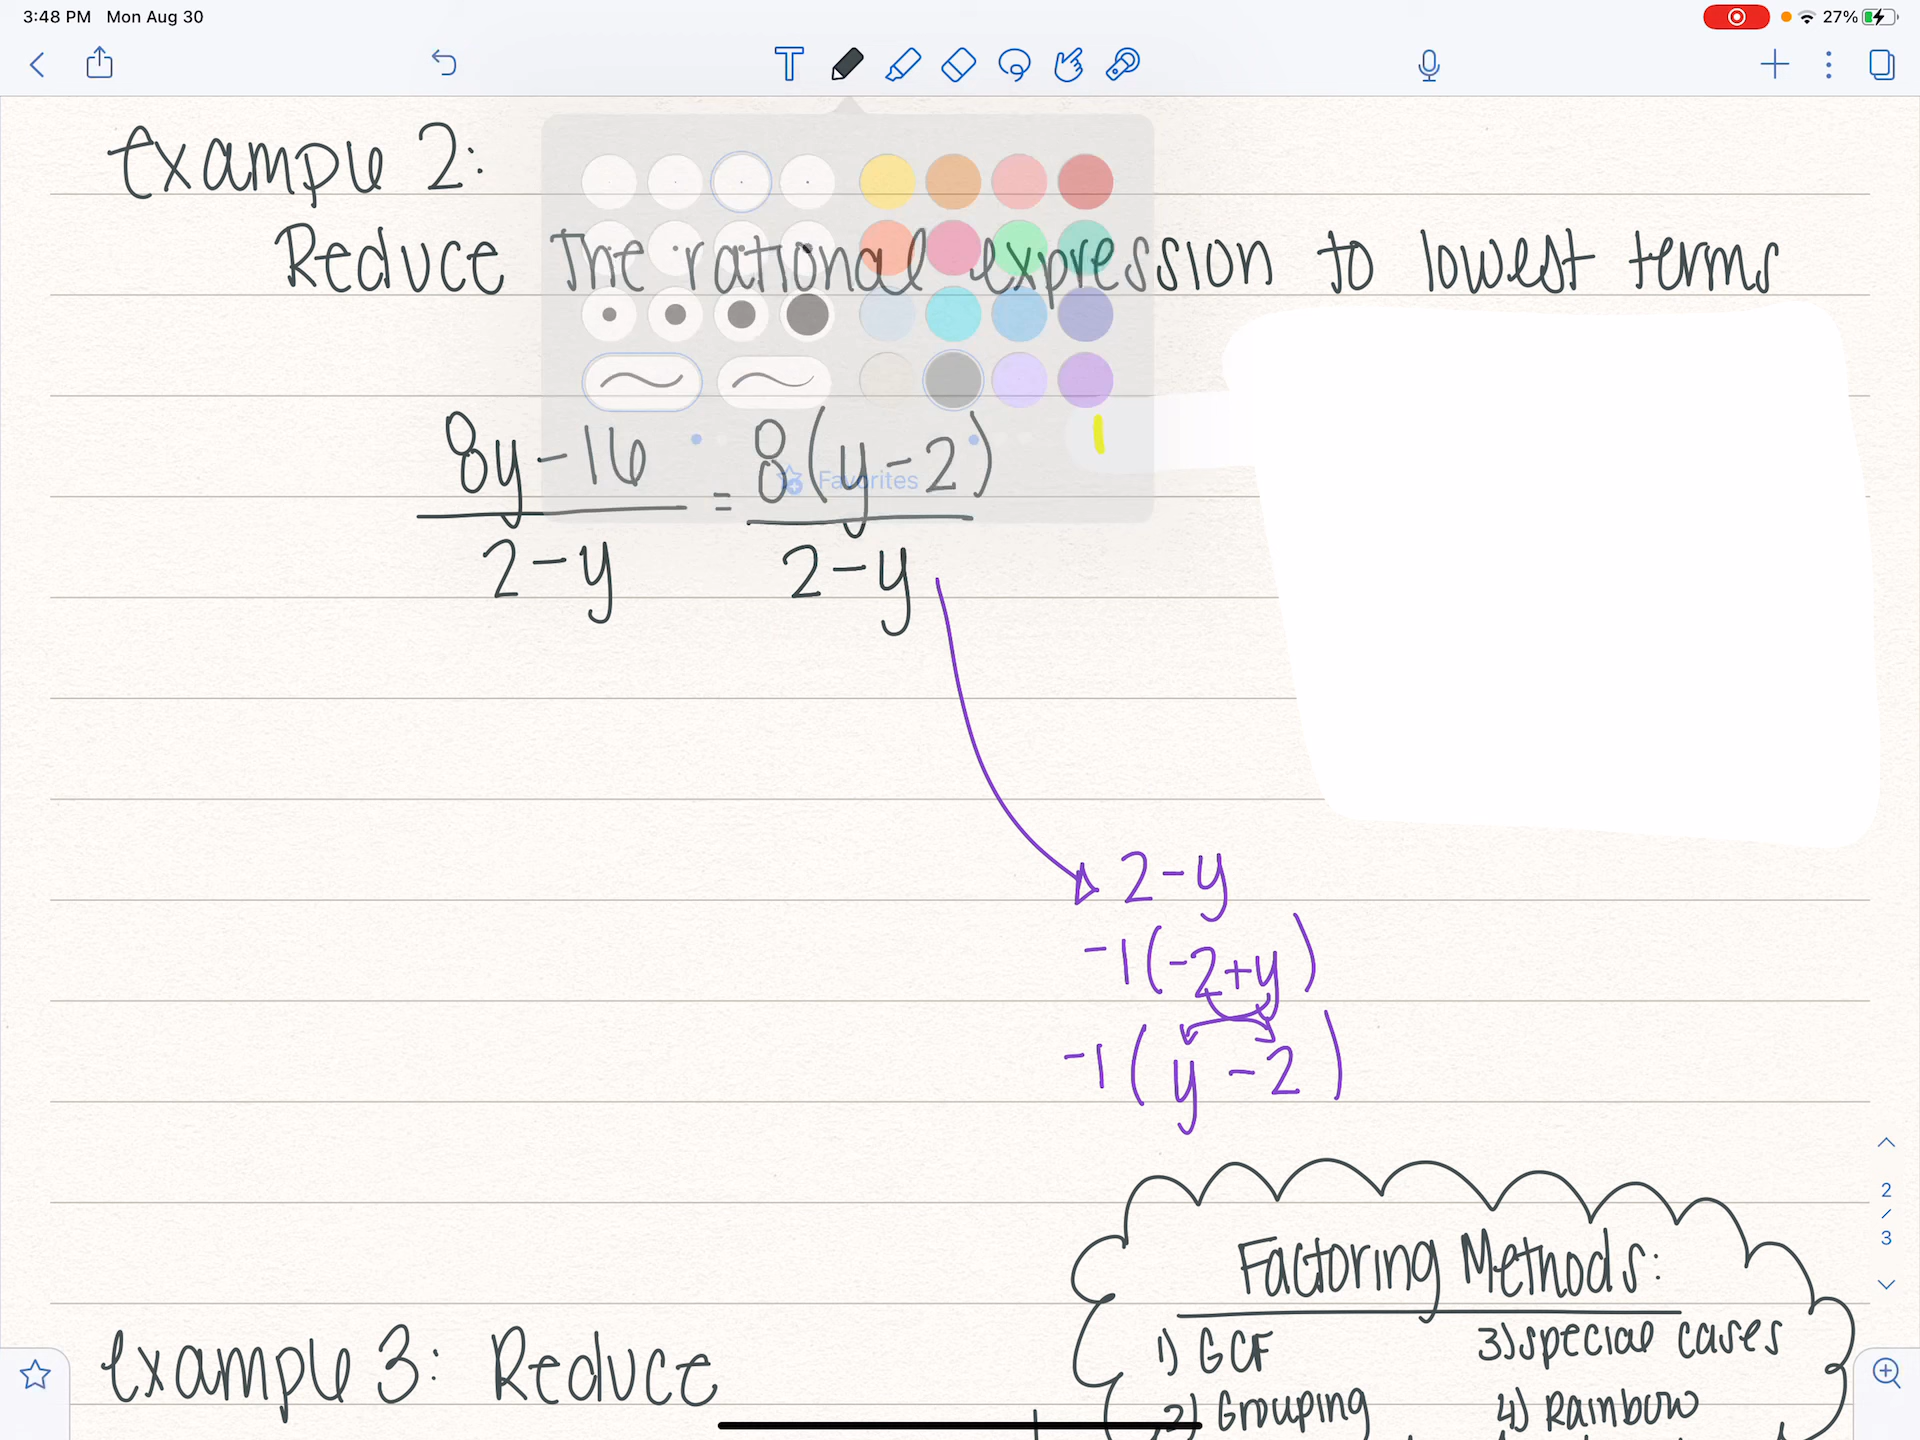 3:48 PM Mon Aug 30
27%
Example 2:
Reduce the rational expression to lowest terms
8y-16 / 2-y = 8(y-2) / 2-y
Favorites
2-y
-1(-2+y)
-1(y-2)
2
/
3
Factoring Methods:
1) GCF 3) special cases
2) Grouping 4) Rainbow
Example 3: Reduce